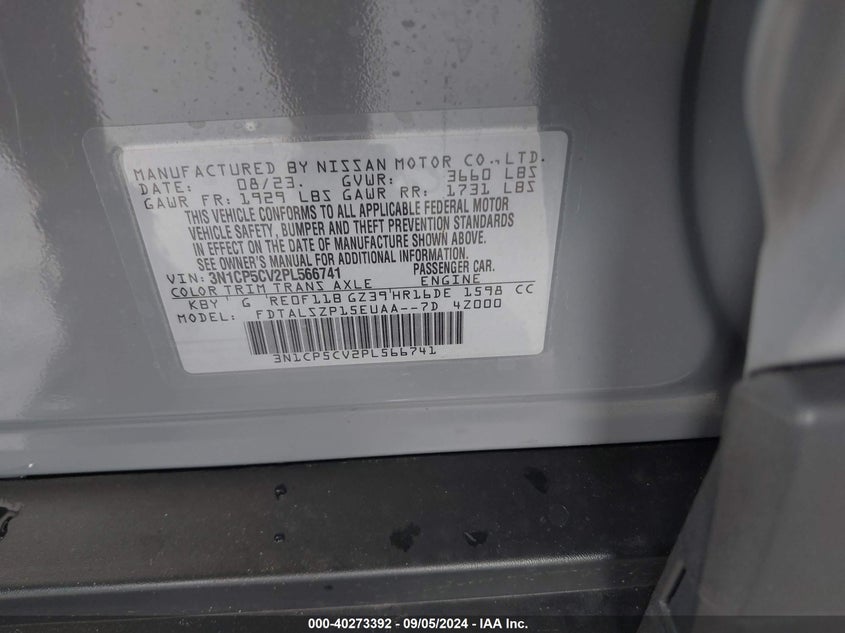 MANUFACTURED BY NISSAN MOTOR CO.,LTD.
DATE: 08/23. GVWR: 3660 LBS
GAWR FR: 1929 LBS GAWR RR: 1731 LBS
THIS VEHICLE CONFORMS TO ALL APPLICABLE FEDERAL MOTOR
VEHICLE SAFETY, BUMPER AND THEFT PREVENTION STANDARDS
IN EFFECT ON THE DATE OF MANUFACTURE SHOWN ABOVE.
SEE OWNER'S MANUAL FOR DETAILS
VIN: 3N1CP5CV2PL566741 PASSENGER CAR.
COLOR TRIM TRANS AXLE ENGINE
KBY G RE0F11B GZ39 HR16DE 1598 CC
MODEL: FDTALSZP15EUAA--7D 4Z000
3N1CP5CV2PL566741
000-40273392 - 09/05/2024 - IAA Inc.